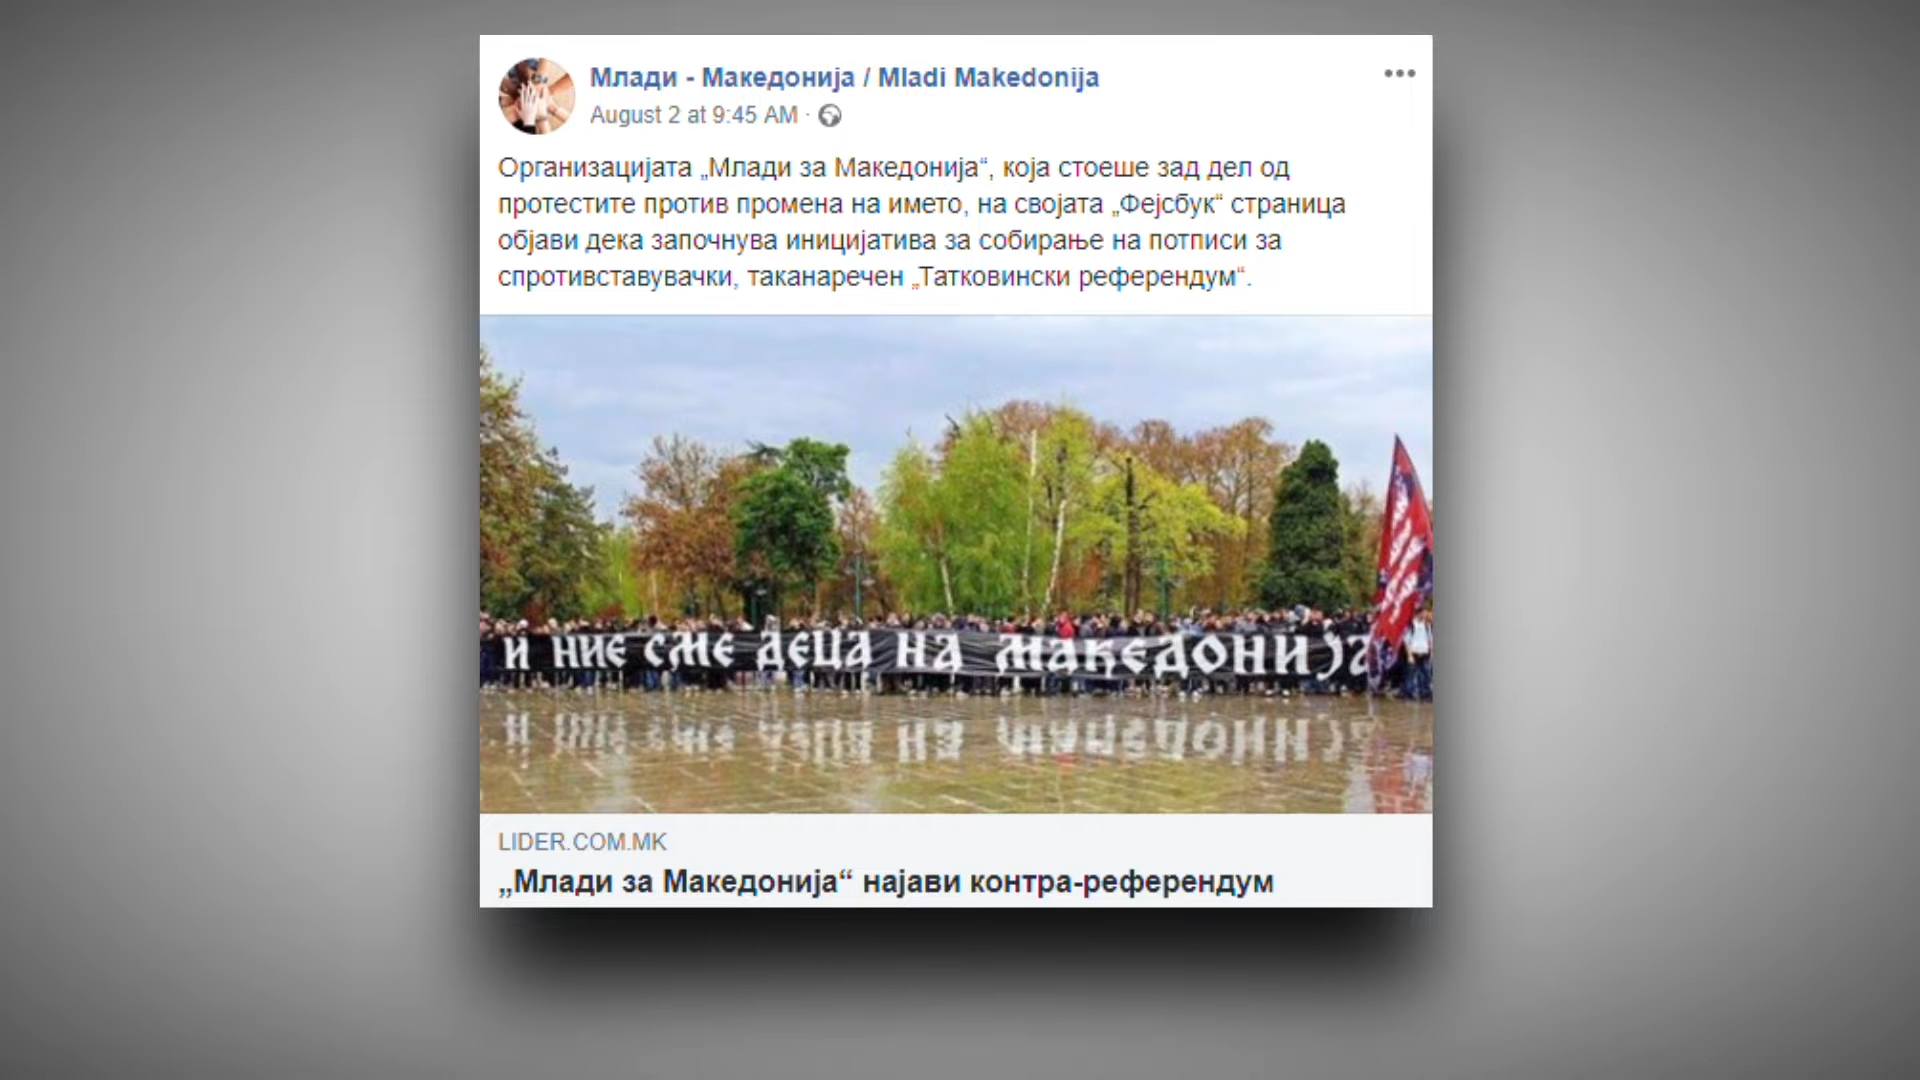 Млади - Македонија / Mladi Makedonija
August 2 at 9:45 AM ·
Организацијата „Млади за Македонија“, која стоеше зад дел од
протестите против промена на името, на својата „Фејсбук“ страница
објави дека започнува иницијатива за собирање на потписи за
спротивставувачки, таканаречен „Татковински референдум“.
И НИЕ СМЕ ДЕЦА НА МАКЕДОНИЈА
LIDER.COM.MK
„Млади за Македонија“ најави контра-референдум